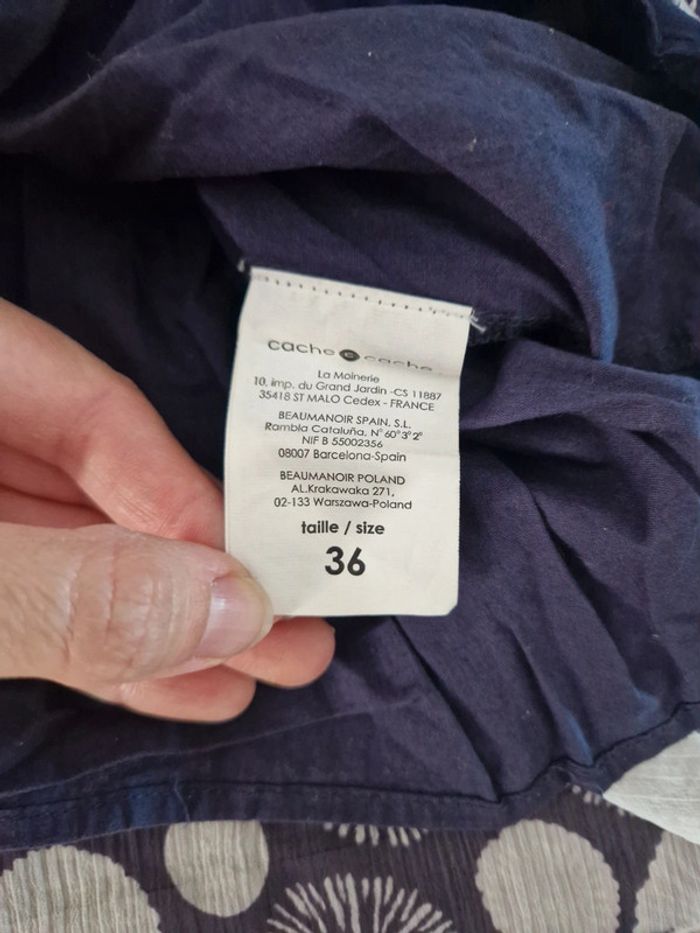 cache cache
La Moinerie
10, imp. du Grand Jardin -CS 11887
35418 ST MALO Cedex - FRANCE
BEAUMANOIR SPAIN, S.L.
Rambla Cataluña, N°60°3°2°
NIF B 55002356
08007 Barcelona-Spain
BEAUMANOIR POLAND
AL.Krakawaka 271,
02-133 Warszawa-Poland
taille / size
36